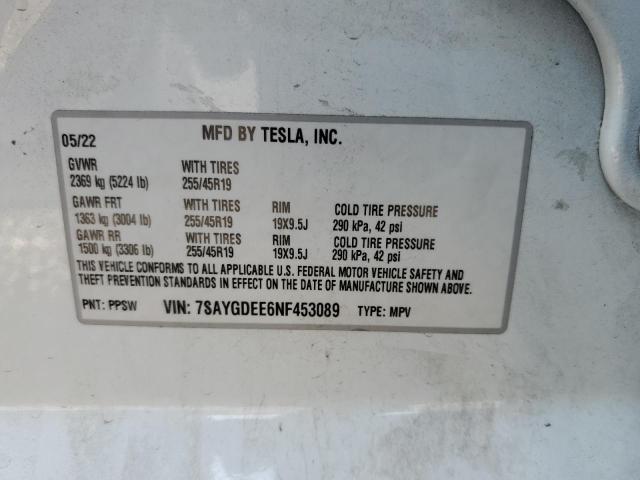 05/22 MFD BY TESLA, INC.
GVWR WITH TIRES
2369 kg (5224 lb) 255/45R19
GAWR FRT WITH TIRES RIM COLD TIRE PRESSURE
1363 kg (3004 lb) 255/45R19 19X9.5J 290 kPa, 42 psi
GAWR RR WITH TIRES RIM COLD TIRE PRESSURE
1500 kg (3306 lb) 255/45R19 19X9.5J 290 kPa, 42 psi
THIS VEHICLE CONFORMS TO ALL APPLICABLE U.S. FEDERAL MOTOR VEHICLE SAFETY AND
THEFT PREVENTION STANDARDS IN EFFECT ON THE DATE OF MANUFACTURE SHOWN ABOVE.
PNT: PPSW VIN: 7SAYGDEE6NF453089 TYPE: MPV